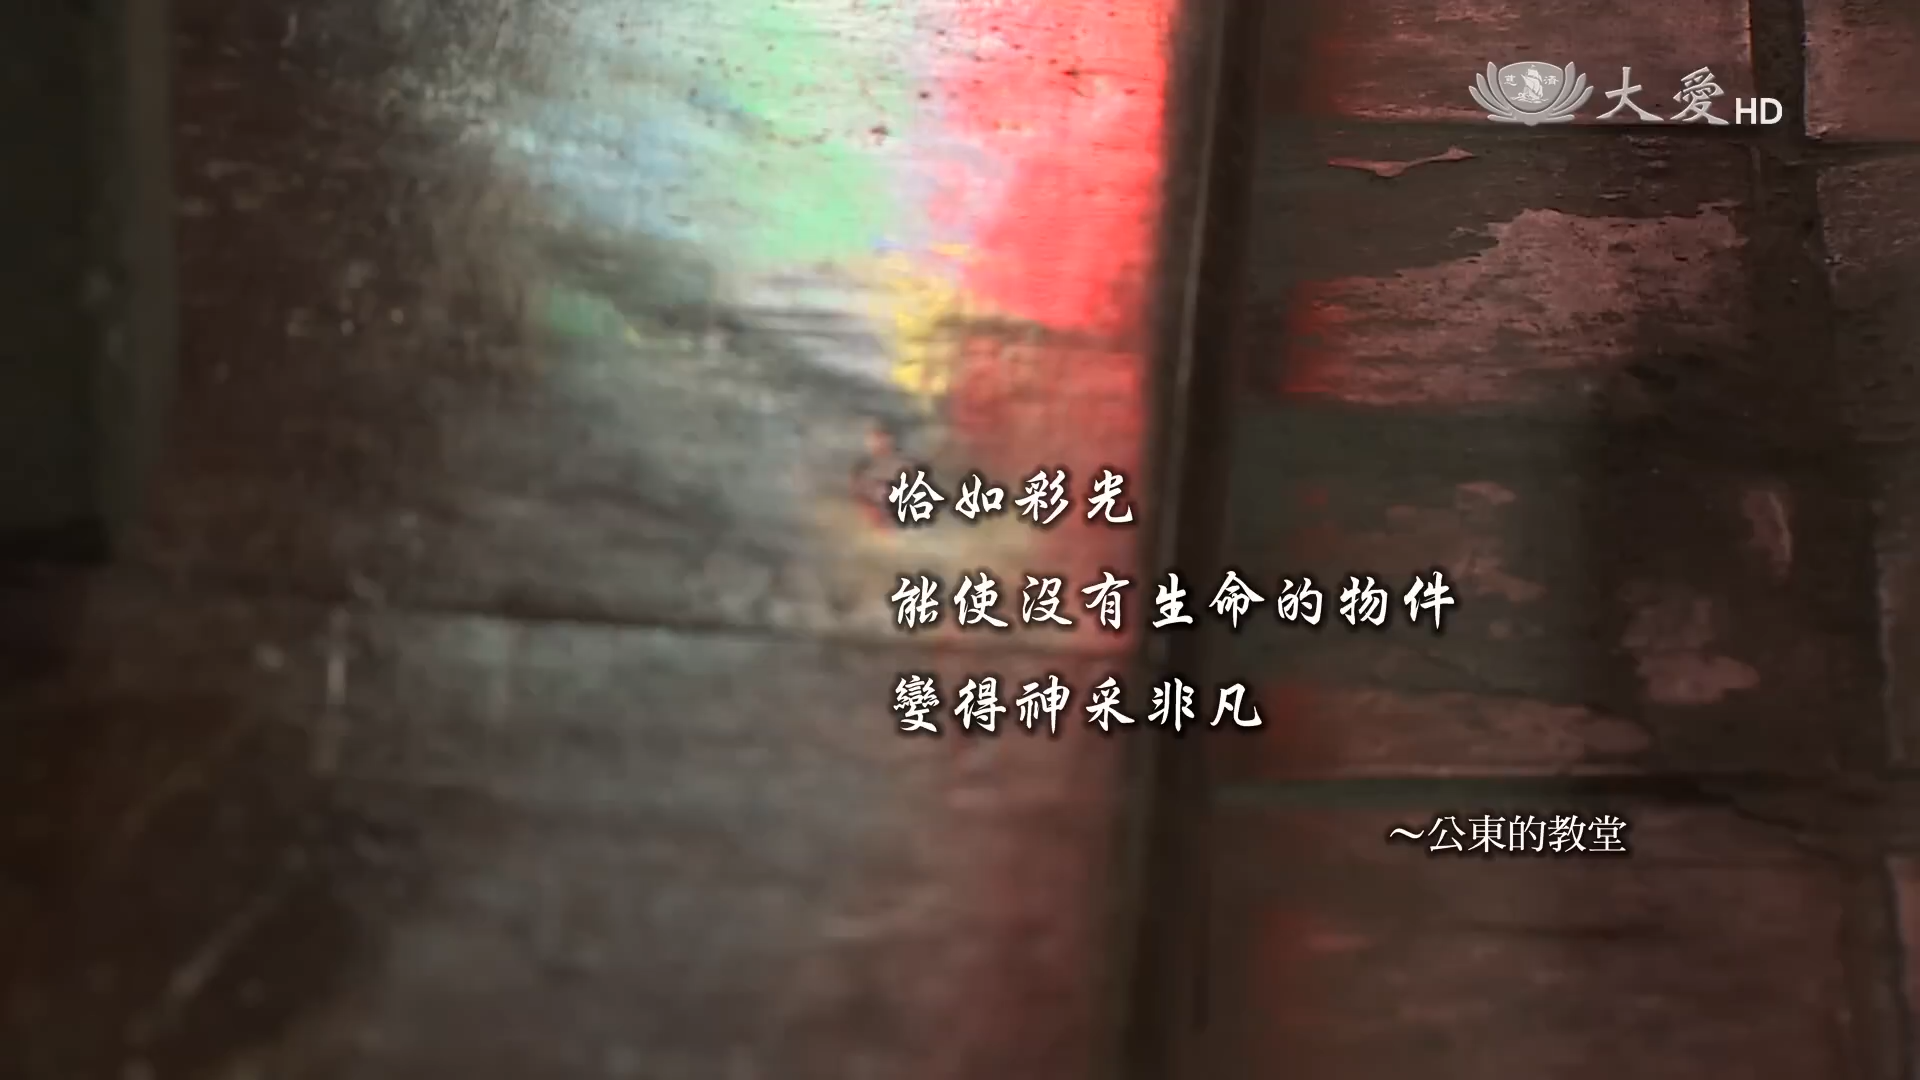 大愛HD
恰如彩光
能使沒有生命的物件
變得神采非凡
～公東的教堂